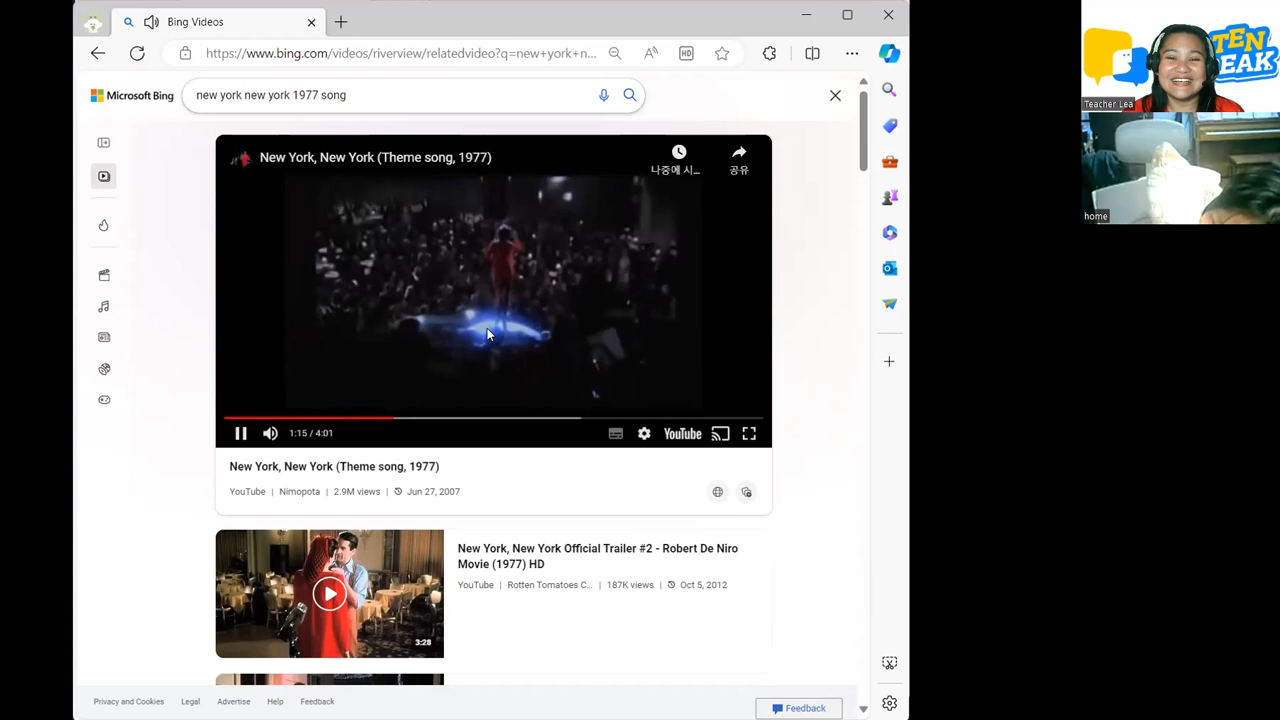 Bing Videos
https://www.bing.com/videos/riverview/relatedvideo?q=new+york+n...
HD
Microsoft Bing
new york new york 1977 song
New York, New York (Theme song, 1977)
나중에 시...
공유
1:15 / 4:01
YouTube
New York, New York (Theme song, 1977)
YouTube | Nimopota | 2.9M views | Jun 27, 2007
New York, New York Official Trailer #2 - Robert De Niro
Movie (1977) HD
YouTube | Rotten Tomatoes C... | 187K views | Oct 5, 2012
3:28
Privacy and Cookies
Legal
Advertise
Help
Feedback
Feedback
TEN
EAK
Teacher Lea
home